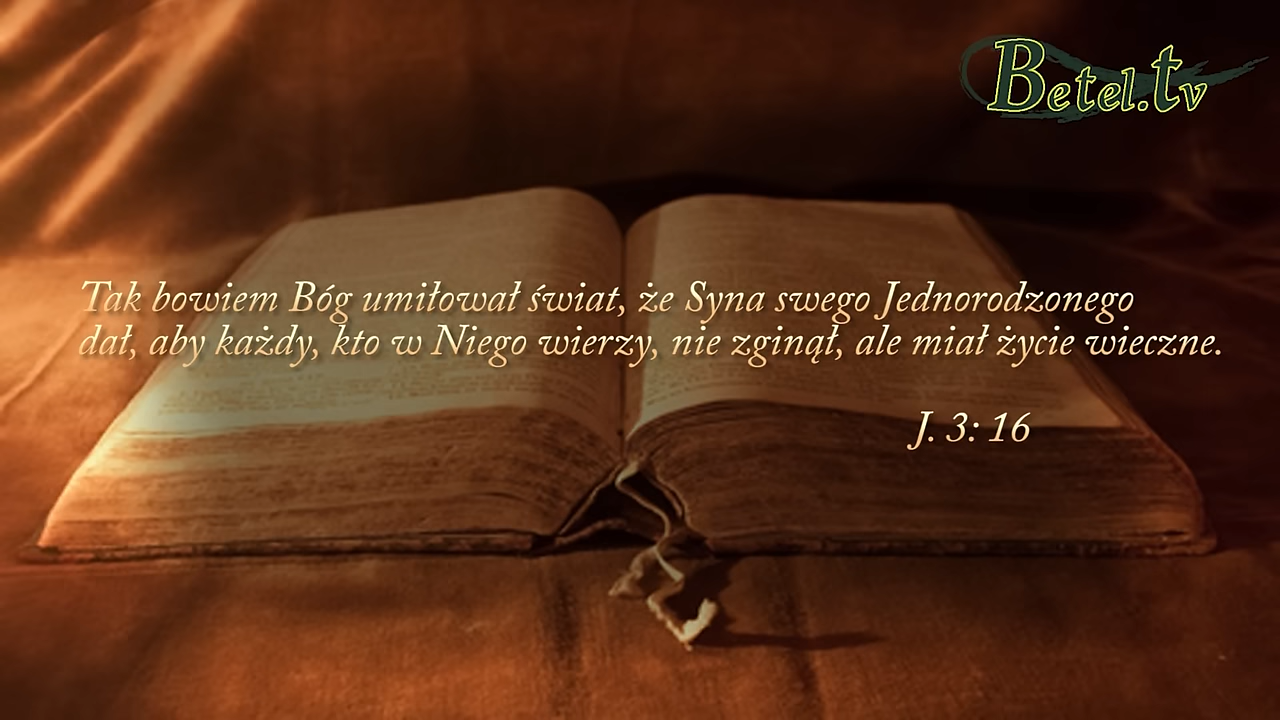 Betel.tv
Tak bowiem Bóg umiłował świat, że Syna swego Jednorodzonego
dał, aby każdy, kto w Niego wierzy, nie zginął, ale miał życie wieczne.
J. 3: 16